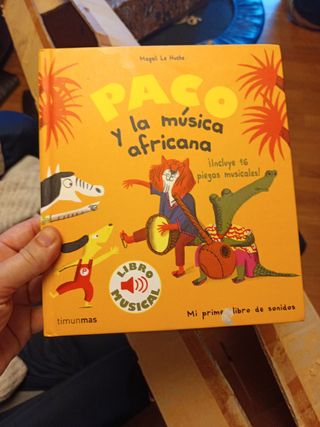 Magali Le Huche
PACO
y la música
africana
¡Incluye 16
piezas musicales!
P
LIBRO
MUSICAL
timunmas
Mi primer libro de sonidos